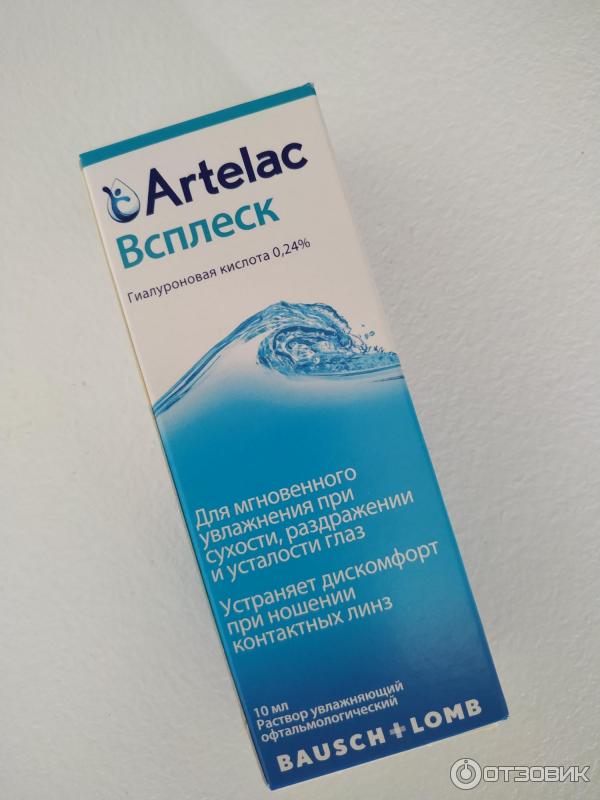 Artelac
Всплеск
Гиалуроновая кислота 0,24%
Для мгновенного
увлажнения при
сухости, раздражении
и усталости глаз
Устраняет дискомфорт
при ношении
контактных линз
10 мл
Раствор увлажняющий
офтальмологический
BAUSCH + LOMB
ОТЗОВИК